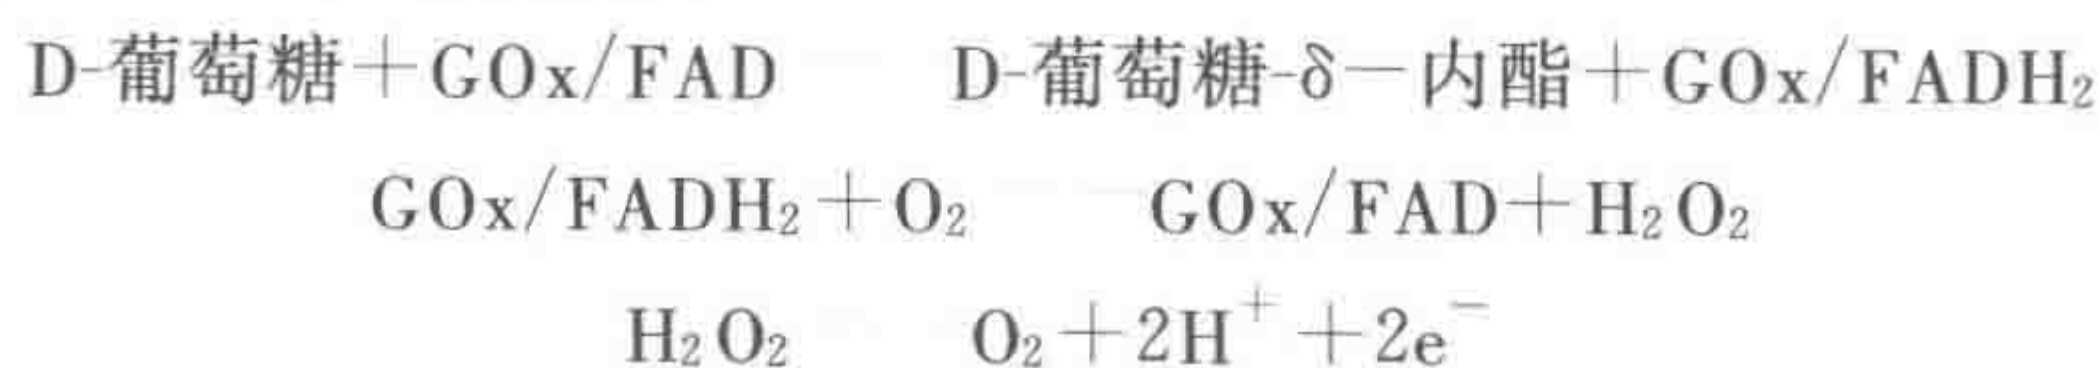 D-葡萄糖+GOx/FAD D-葡萄糖-δ—内酯+GOx/FADH₂
GOx/FADH₂+O₂ GOx/FAD+H₂O₂
H₂O₂ O₂+2H⁺+2e⁻